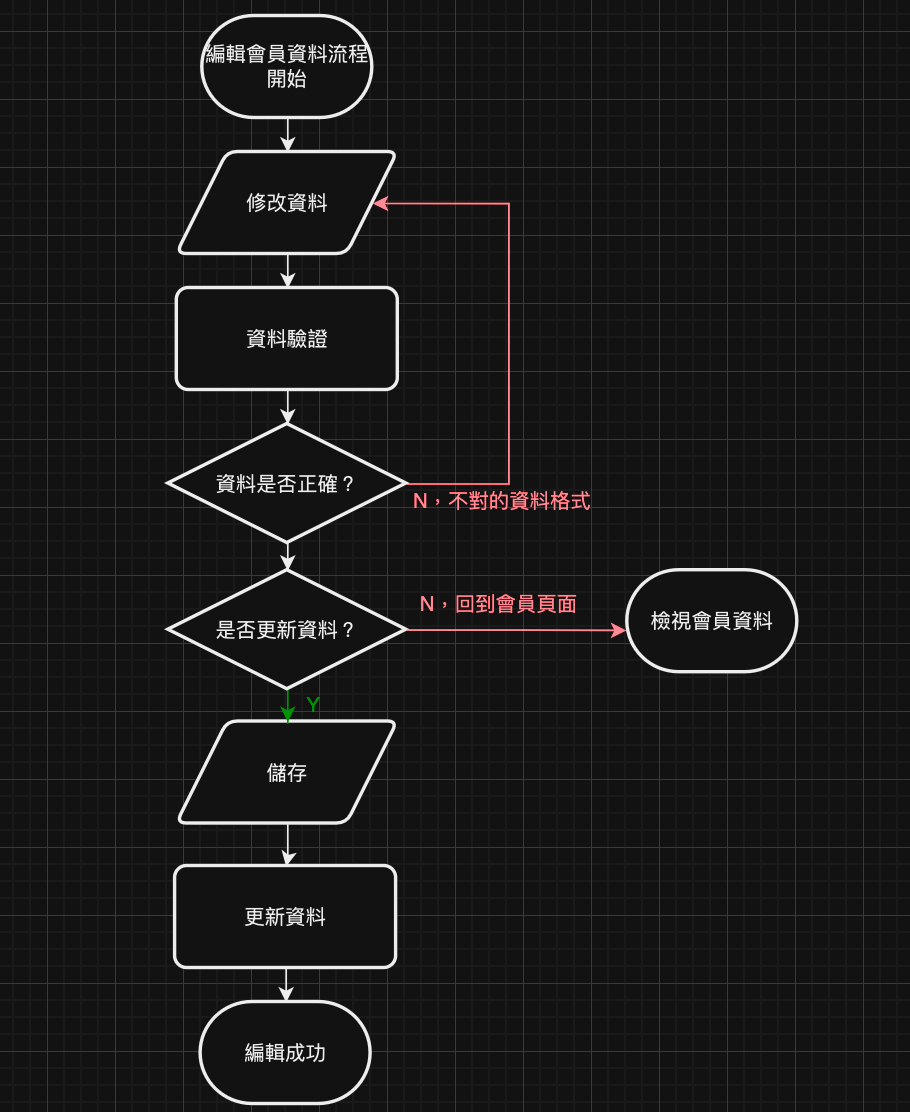 編輯會員資料流程
開始
修改資料
資料驗證
資料是否正確？
N，不對的資料格式
N，回到會員頁面
是否更新資料？
檢視會員資料
Y
儲存
更新資料
編輯成功